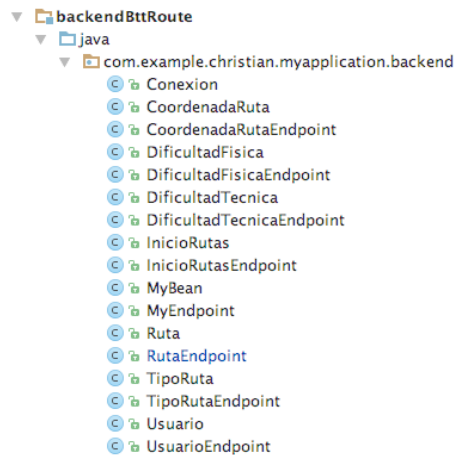 backendBttRoute
java
com.example.christian.myapplication.backend
Conexion
CoordenadaRuta
CoordenadaRutaEndpoint
DificultadFisica
DificultadFisicaEndpoint
DificultadTecnica
DificultadTecnicaEndpoint
InicioRutas
InicioRutasEndpoint
MyBean
MyEndpoint
Ruta
RutaEndpoint
TipoRuta
TipoRutaEndpoint
Usuario
UsuarioEndpoint